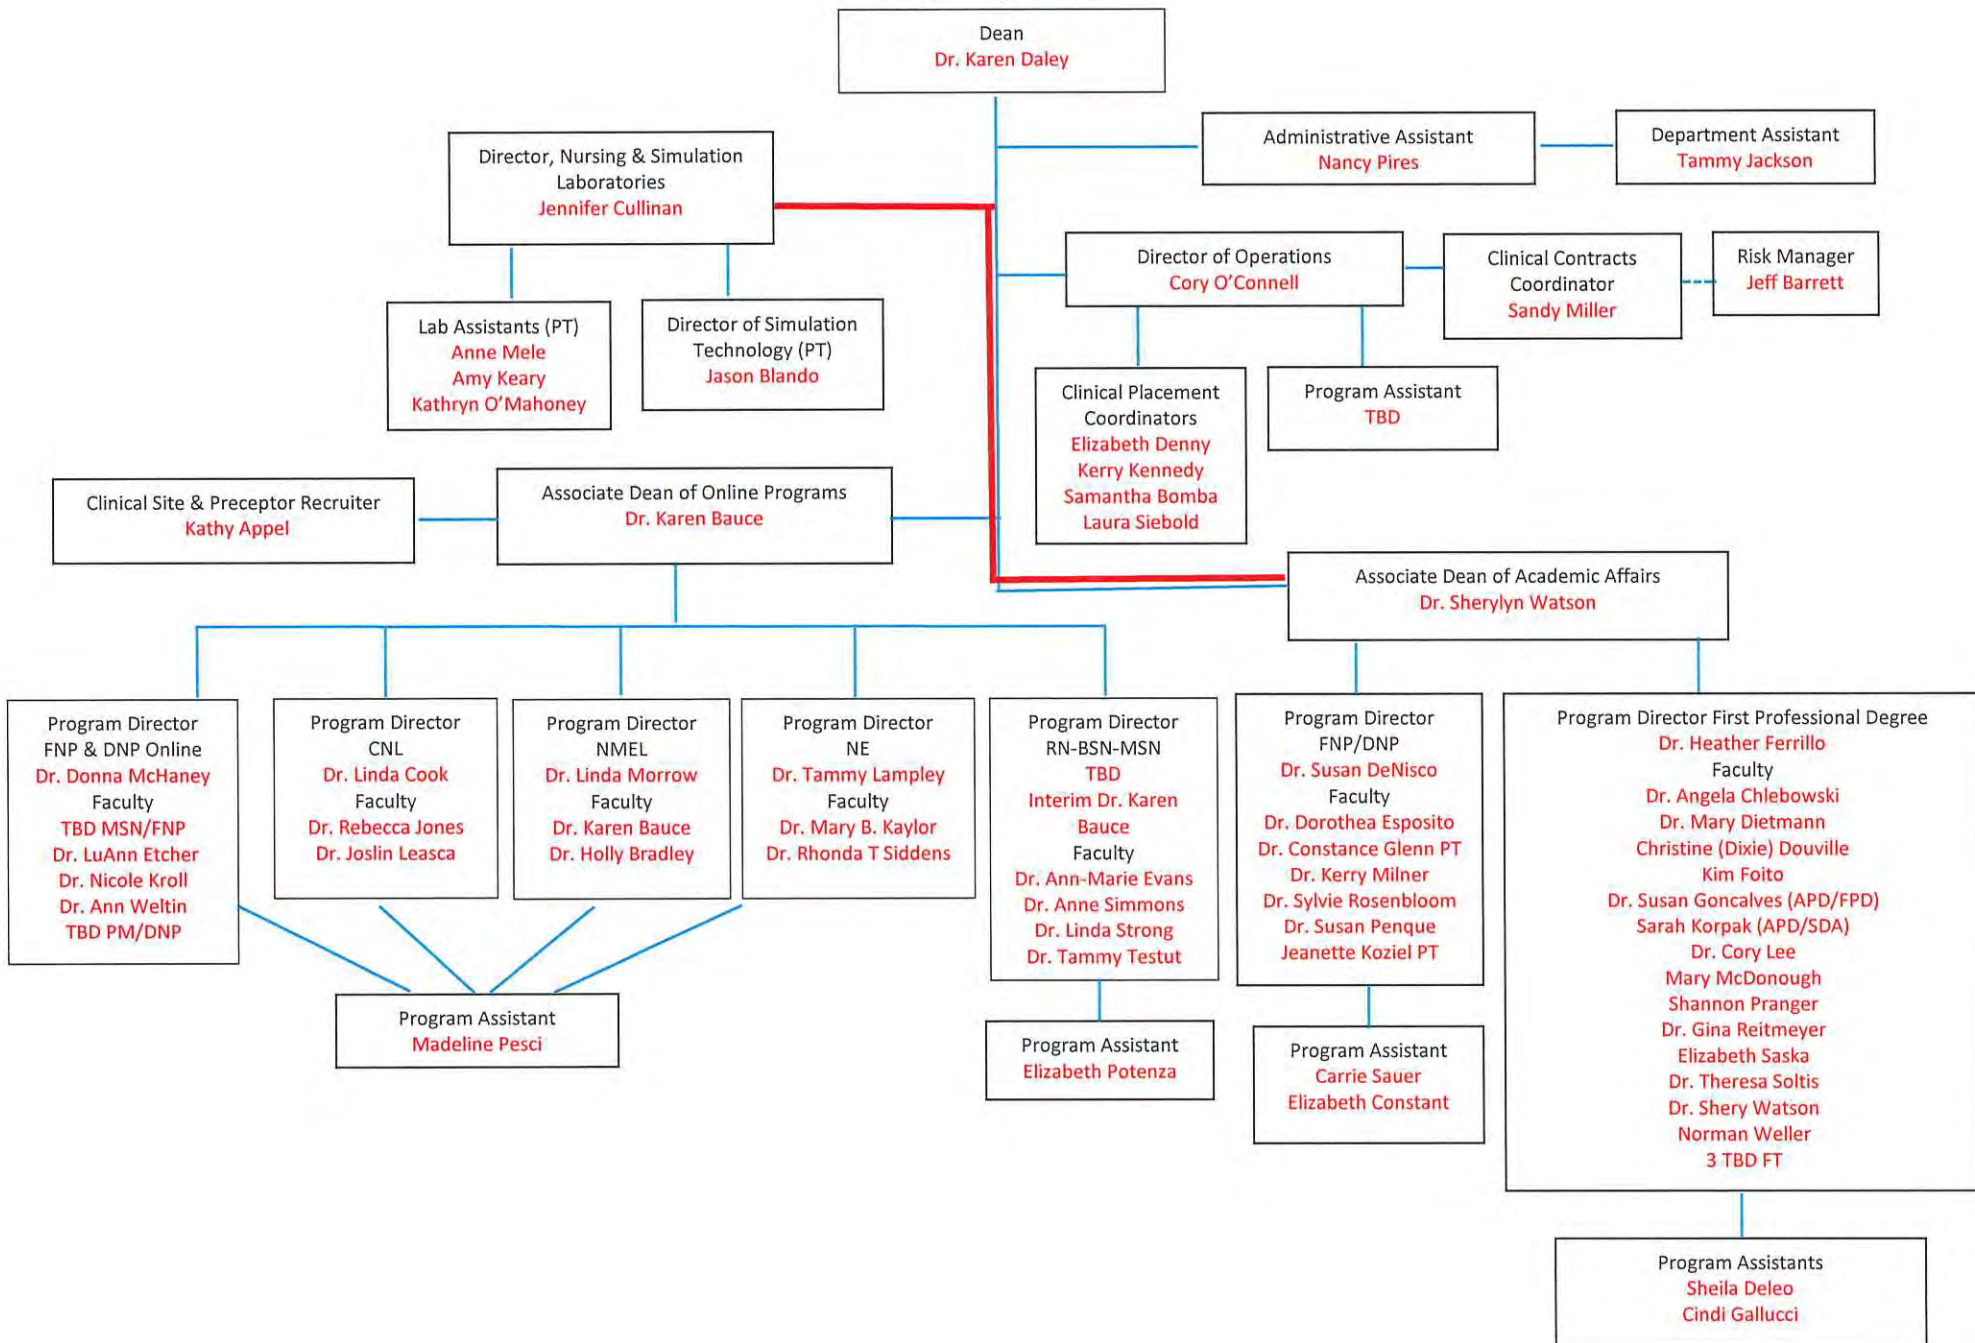 Dean
Dr. Karen Daley
Administrative Assistant
Nancy Pires
Department Assistant
Tammy Jackson
Director, Nursing & Simulation
Laboratories
Jennifer Cullinan
Director of Operations
Cory O'Connell
Clinical Contracts
Coordinator
Sandy Miller
Risk Manager
Jeff Barrett
Lab Assistants (PT)
Anne Mele
Amy Keary
Kathryn O'Mahoney
Director of Simulation
Technology (PT)
Jason Blando
Clinical Placement
Coordinators
Elizabeth Denny
Kerry Kennedy
Samantha Bomba
Laura Siebold
Program Assistant
TBD
Clinical Site & Preceptor Recruiter
Kathy Appel
Associate Dean of Online Programs
Dr. Karen Bauce
Associate Dean of Academic Affairs
Dr. Sherylyn Watson
Program Director
FNP & DNP Online
Dr. Donna McHaney
Faculty
TBD MSN/FNP
Dr. LuAnn Etcher
Dr. Nicole Kroll
Dr. Ann Weltin
TBD PM/DNP
Program Director
CNL
Dr. Linda Cook
Faculty
Dr. Rebecca Jones
Dr. Joslin Leasca
Program Director
NMEL
Dr. Linda Morrow
Faculty
Dr. Karen Bauce
Dr. Holly Bradley
Program Director
NE
Dr. Tammy Lampley
Faculty
Dr. Mary B. Kaylor
Dr. Rhonda T Siddens
Program Director
RN-BSN-MSN
TBD
Interim Dr. Karen
Bauce
Faculty
Dr. Ann-Marie Evans
Dr. Anne Simmons
Dr. Linda Strong
Dr. Tammy Testut
Program Director
FNP/DNP
Dr. Susan DeNisco
Faculty
Dr. Dorothea Esposito
Dr. Constance Glenn PT
Dr. Kerry Milner
Dr. Sylvie Rosenbloom
Dr. Susan Penque
Jeanette Koziel PT
Program Director First Professional Degree
Dr. Heather Ferrillo
Faculty
Dr. Angela Chlebowski
Dr. Mary Dietmann
Christine (Dixie) Douville
Kim Foito
Dr. Susan Goncalves (APD/FPD)
Sarah Korpak (APD/SDA)
Dr. Cory Lee
Mary McDonough
Shannon Pranger
Dr. Gina Reitmeyer
Elizabeth Saska
Dr. Theresa Soltis
Dr. Shery Watson
Norman Weller
3 TBD FT
Program Assistant
Madeline Pesci
Program Assistant
Elizabeth Potenza
Program Assistant
Carrie Sauer
Elizabeth Constant
Program Assistants
Sheila Deleo
Cindi Gallucci